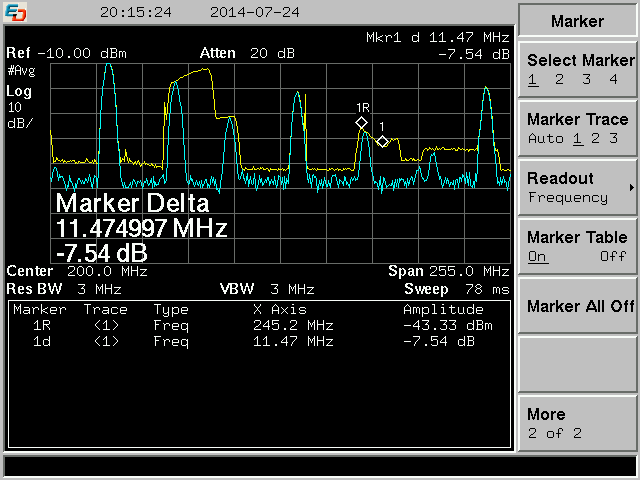 ED 20:15:24 2014-07-24
Marker
Mkr1 d 11.47 MHz
Ref -10.00 dBm Atten 20 dB -7.54 dB
#Avg
Log
10
dB/
1R
1
Marker Delta
11.474997 MHz
-7.54 dB
Center 200.0 MHz Span 255.0 MHz
Res BW 3 MHz VBW 3 MHz Sweep 78 ms
Marker Trace Type X Axis Amplitude
1R <1> Freq 245.2 MHz -43.33 dBm
1d <1> Freq 11.47 MHz -7.54 dB
Select Marker
1 2 3 4
Marker Trace
Auto 1 2 3
Readout
Frequency
Marker Table
On Off
Marker All Off
More
2 of 2